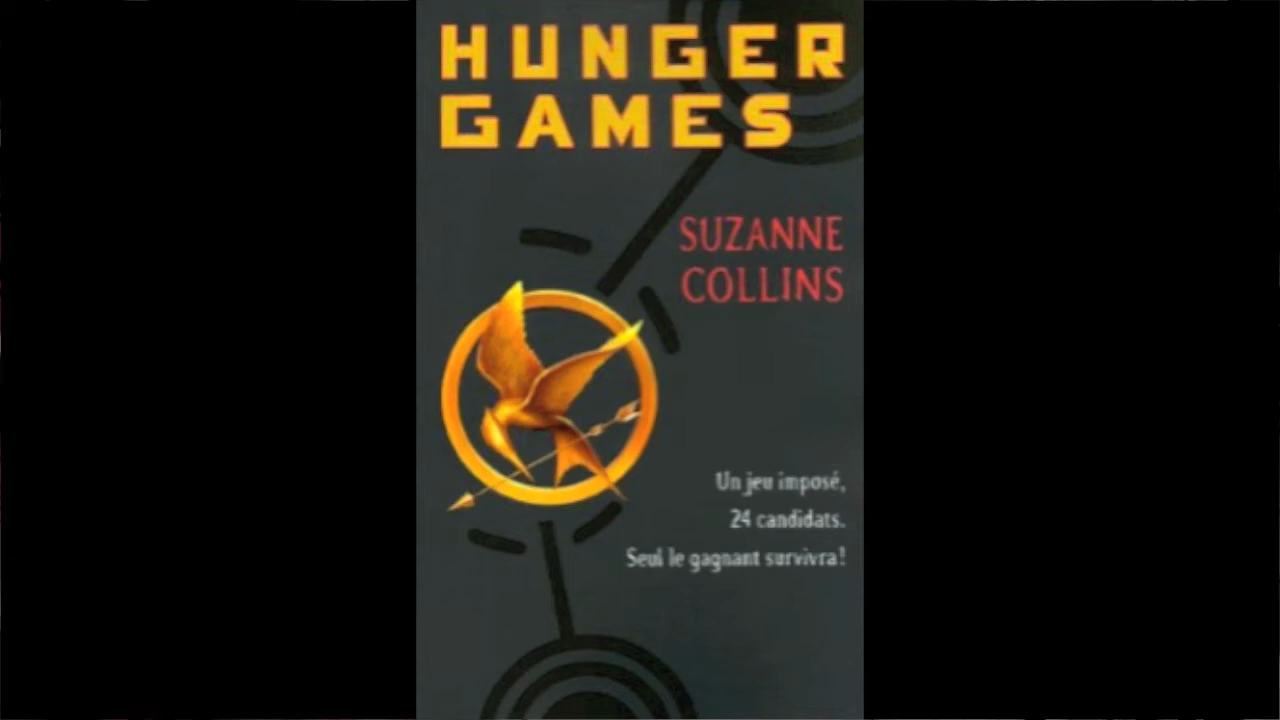 HUNGER
GAMES
SUZANNE
COLLINS
Un jeu imposé,
24 candidats.
Seul le gagnant survivra!